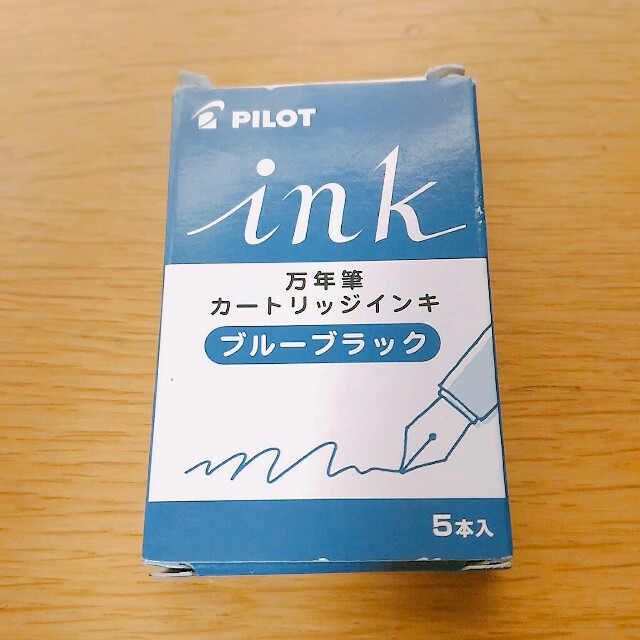 PILOT
ink
万年筆
カートリッジインキ
ブルーブラック
5本入